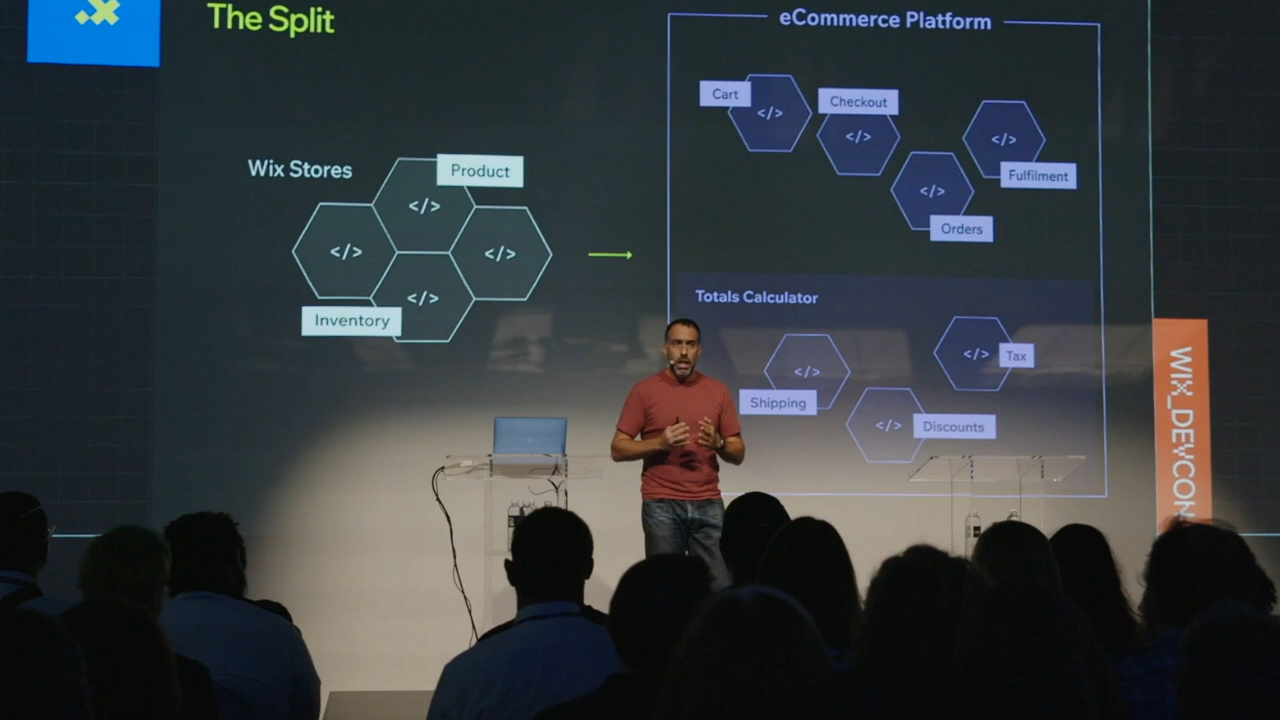 The Split
Wix Stores
Product
</>
</>
</>
</>
Inventory
eCommerce Platform
Cart
</>
Checkout
</>
</>
Fulfilment
</>
Orders
Totals Calculator
</>
Shipping
</>
Tax
</>
Discounts
WIX_DEVCON